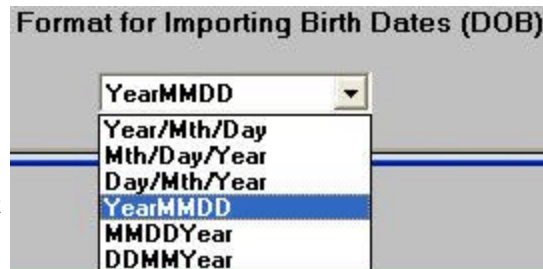 Format for Importing Birth Dates (DOB)
YearMMDD
Year/Mth/Day
Mth/Day/Year
Day/Mth/Year
YearMMDD
MMDDYear
DDMMYear